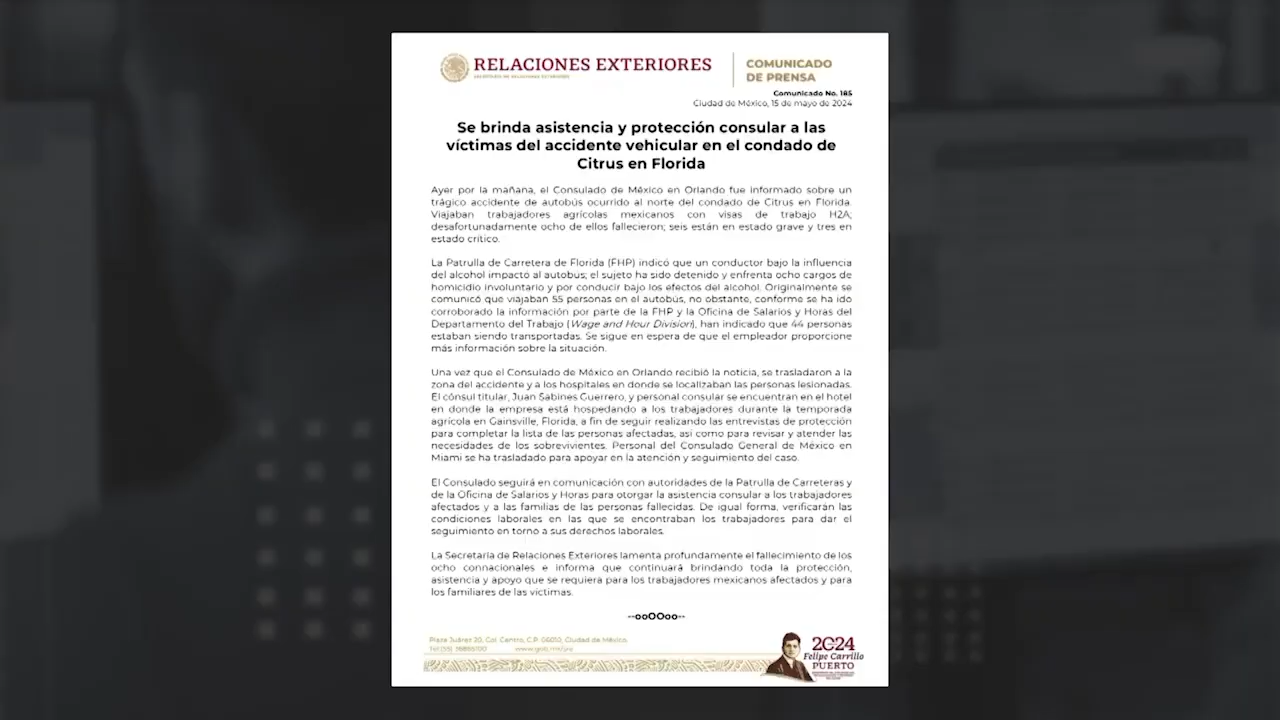 RELACIONES EXTERIORES
SECRETARÍA DE RELACIONES EXTERIORES
COMUNICADO
DE PRENSA
Comunicado No. 185
Ciudad de México, 15 de mayo de 2024
Se brinda asistencia y protección consular a las
víctimas del accidente vehicular en el condado de
Citrus en Florida
Ayer por la mañana, el Consulado de México en Orlando fue informado sobre un
trágico accidente de autobús ocurrido al norte del condado de Citrus en Florida.
Viajaban trabajadores agrícolas mexicanos con visas de trabajo H2A;
desafortunadamente ocho de ellos fallecieron; seis están en estado grave y tres en
estado crítico.
La Patrulla de Carretera de Florida (FHP) indicó que un conductor bajo la influencia
del alcohol impactó al autobús; el sujeto ha sido detenido y enfrenta ocho cargos de
homicidio involuntario y por conducir bajo los efectos del alcohol. Originalmente se
comunicó que viajaban 55 personas en el autobús, no obstante, conforme se ha ido
corroborado la información por parte de la FHP y la Oficina de Salarios y Horas del
Departamento del Trabajo (Wage and Hour Division), han indicado que 44 personas
estaban siendo transportadas. Se sigue en espera de que el empleador proporcione
más información sobre la situación.
Una vez que el Consulado de México en Orlando recibió la noticia, se trasladaron a la
zona del accidente y a los hospitales en donde se localizaban las personas lesionadas.
El cónsul titular, Juan Sabines Guerrero, y personal consular se encuentran en el hotel
en donde la empresa está hospedando a los trabajadores durante la temporada
agrícola en Gainsville, Florida, a fin de seguir realizando las entrevistas de protección
para completar la lista de las personas afectadas, así como para revisar y atender las
necesidades de los sobrevivientes. Personal del Consulado General de México en
Miami se ha trasladado para apoyar en la atención y seguimiento del caso.
El Consulado seguirá en comunicación con autoridades de la Patrulla de Carreteras y
de la Oficina de Salarios y Horas para otorgar la asistencia consular a los trabajadores
afectados y a las familias de las personas fallecidas. De igual forma, verificarán las
condiciones laborales en las que se encontraban los trabajadores para dar el
seguimiento en torno a sus derechos laborales.
La Secretaría de Relaciones Exteriores lamenta profundamente el fallecimiento de los
ocho connacionales e informa que continuará brindando toda la protección,
asistencia y apoyo que se requiera para los trabajadores mexicanos afectados y para
los familiares de las víctimas.
--ooOOoo--
Plaza Juárez 20, Col. Centro, C.P. 06010, Ciudad de México.
www.gob.mx/sre
2024
Felipe Carrillo
PUERTO